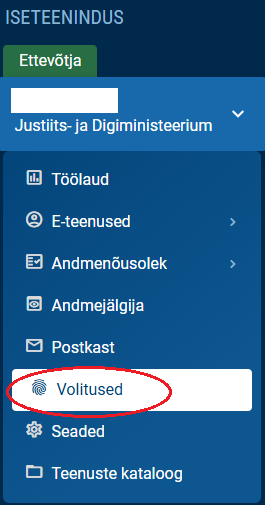 ISETEENINDUS
Ettevõtja
Justiits- ja Digiministeerium
Töölaud
E-teenused
Andmenõusolek
Andmejälgija
Postkast
Volitused
Seaded
Teenuste kataloog